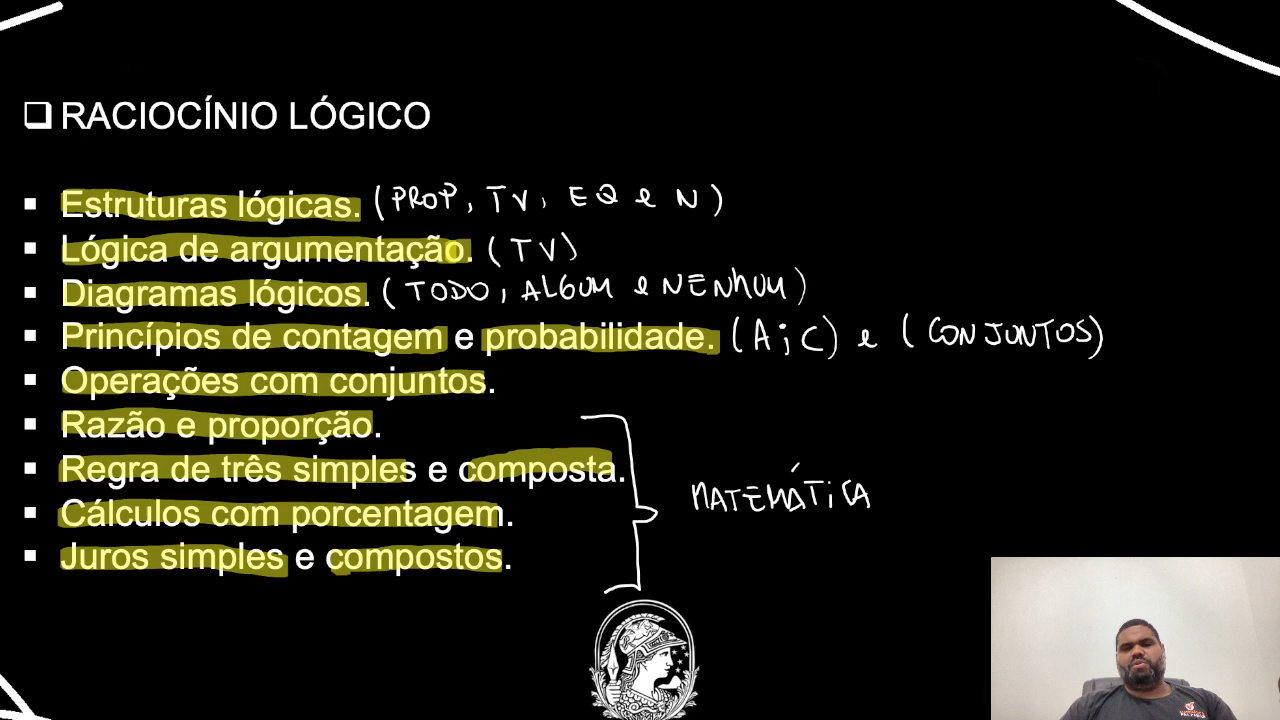 RACIOCÍNIO LÓGICO
Estruturas lógicas. (PROP, TV, EQ e N)
Lógica de argumentação. (TV)
Diagramas lógicos. (TODO, ALGUM e NENHUM)
Princípios de contagem e probabilidade. (A; C) e (CONJUNTOS)
Operações com conjuntos.
Razão e proporção.
Regra de três simples e composta.
Cálculos com porcentagem.
Juros simples e compostos.
MATEMÁTICA